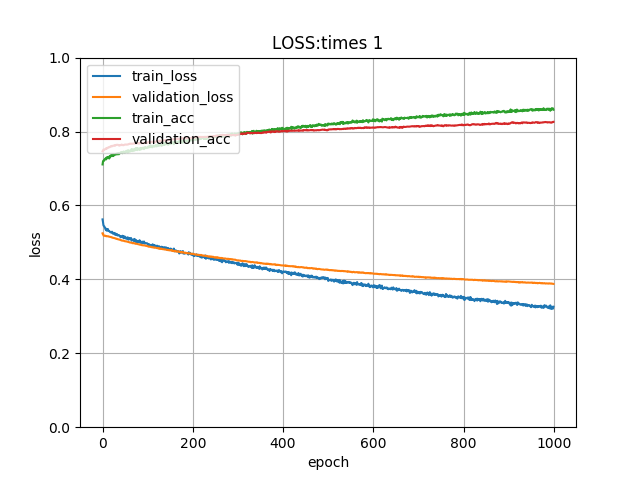 LOSS:times 1
train_loss
validation_loss
train_acc
validation_acc
1.0
0.8
0.6
0.4
0.2
0.0
loss
0 200 400 600 800 1000
epoch